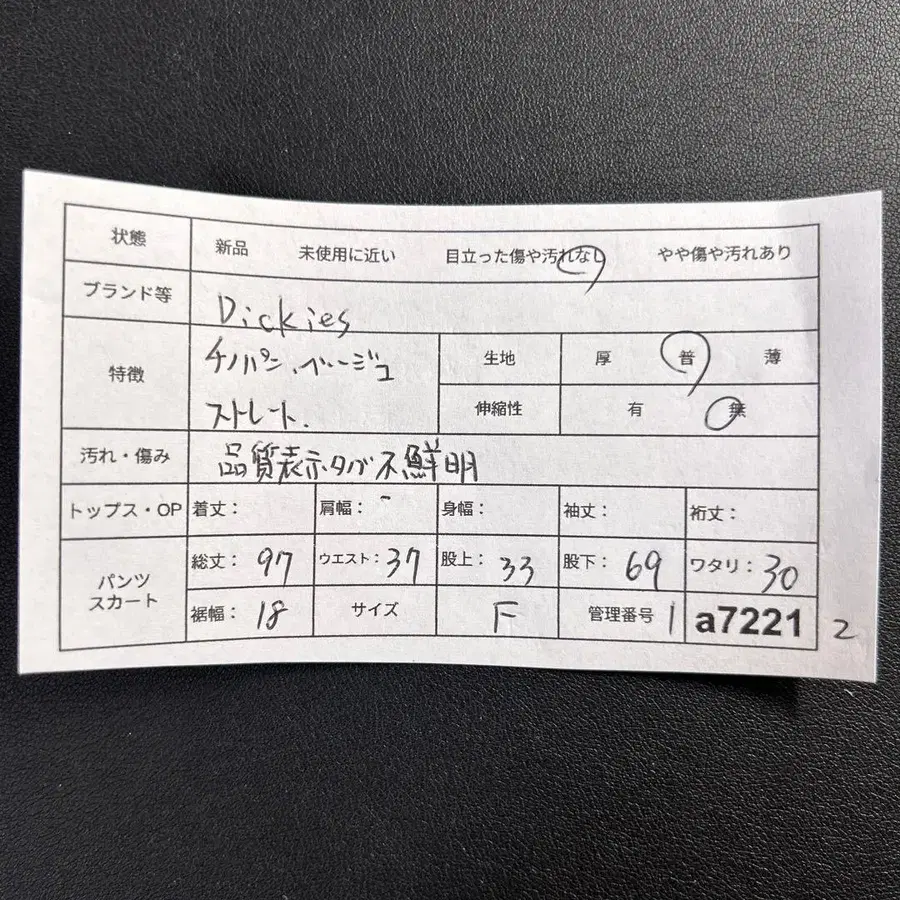 状態 新品 未使用に近い 目立った傷や汚れなし やや傷や汚れあり
ブランド等 Dickies
特徴 チノパン、ベージュ 生地 厚 普 薄
ストレート. 伸縮性 有 無
汚れ・傷み 品質表示タグ不鮮明
トップス・OP 着丈: 肩幅: - 身幅: 袖丈: 裄丈:
パンツ スカート 総丈: 97 ウエスト: 37 股上: 33 股下: 69 ワタリ: 30
裾幅: 18 サイズ F 管理番号 1 a7221 2